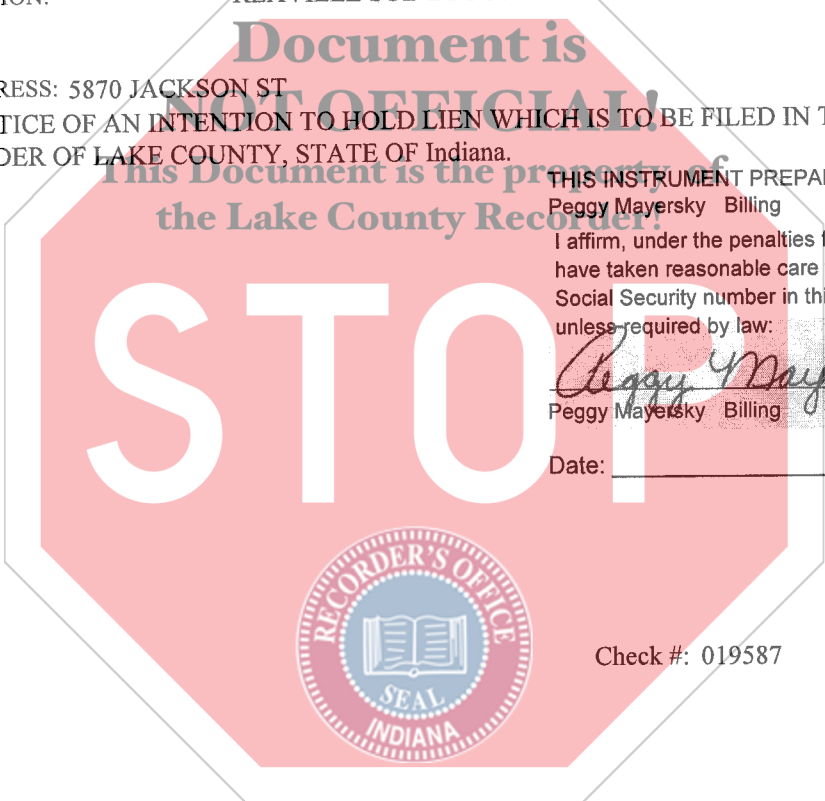 Document is
RESS: 5870 JACKSON ST
NOT OFFICIAL!
TICE OF AN INTENTION TO HOLD LIEN WHICH IS TO BE FILED IN T
DER OF LAKE COUNTY, STATE OF Indiana.
This Document is the property of
the Lake County Recorder!
THIS INSTRUMENT PREPA
Peggy Mayersky Billing
I affirm, under the penalties f
have taken reasonable care
Social Security number in thi
unless required by law:
STOP
Peggy May
Peggy Mayersky Billing
Date:
RECORDER'S OFFICE
SEAL
INDIANA
Check #: 019587